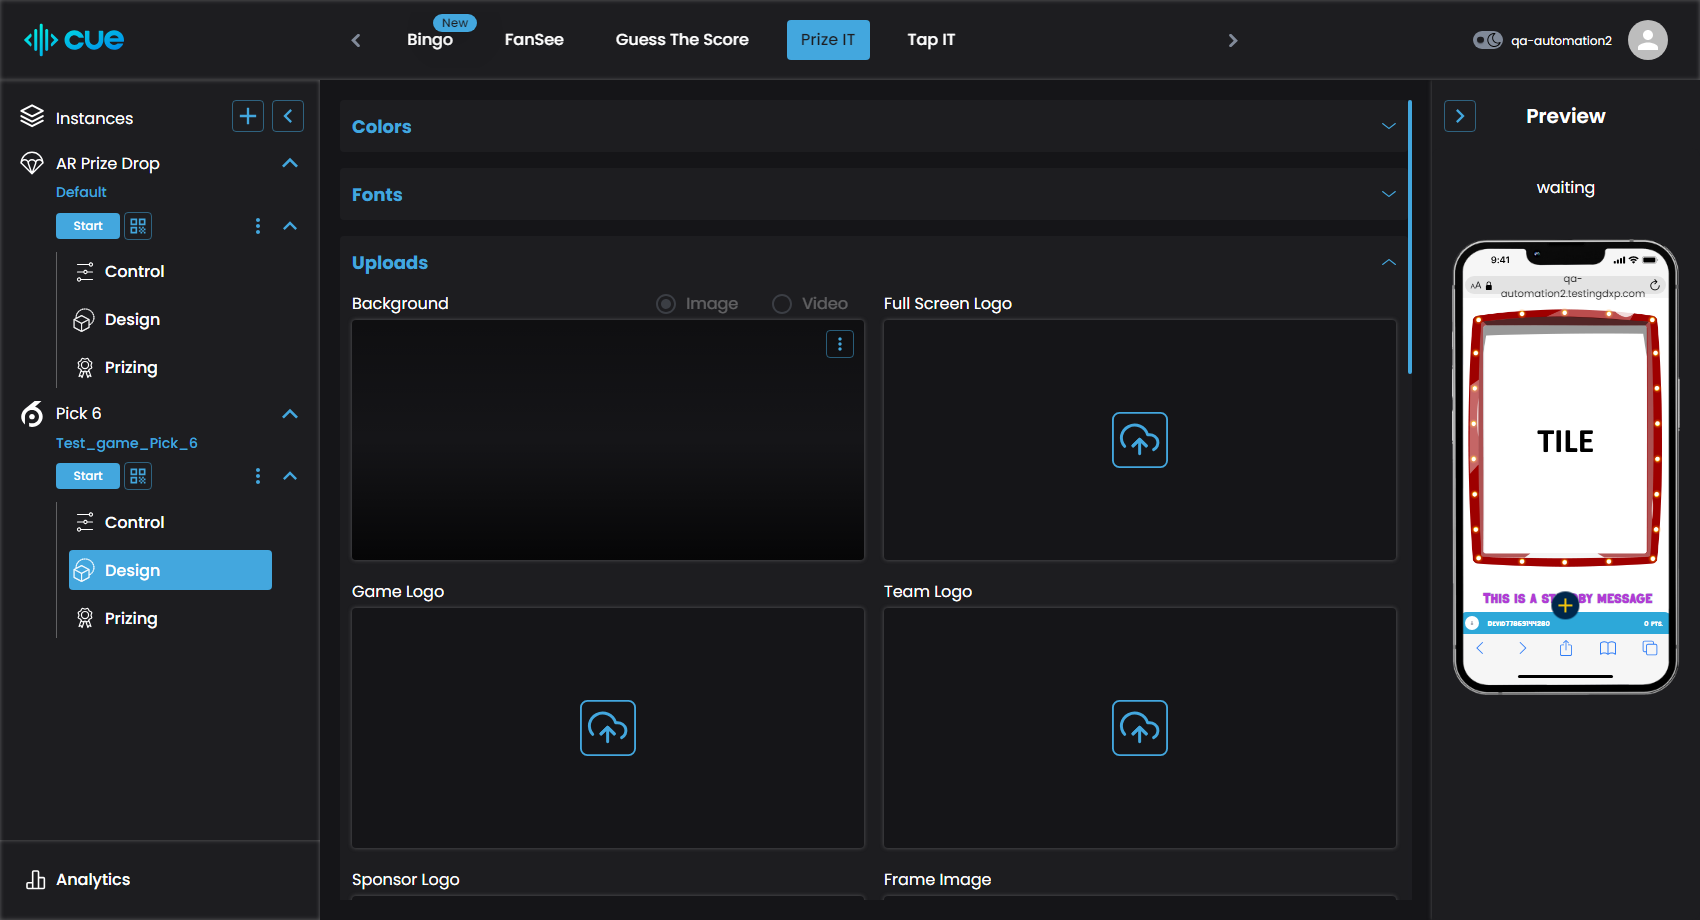 cue
New
Bingo
FanSee
Guess The Score
Prize IT
Tap IT
qa-automation2
Instances
AR Prize Drop
Default
Start
Control
Design
Prizing
Pick 6
Test_game_Pick_6
Start
Control
Design
Prizing
Analytics
Colors
Fonts
Uploads
Background
Image
Video
Full Screen Logo
Game Logo
Team Logo
Sponsor Logo
Frame Image
Preview
waiting
9:41
AA
qa-
automation2.testingdxp.com
TILE
THIS IS A BY MESSAGE
0 PTS.